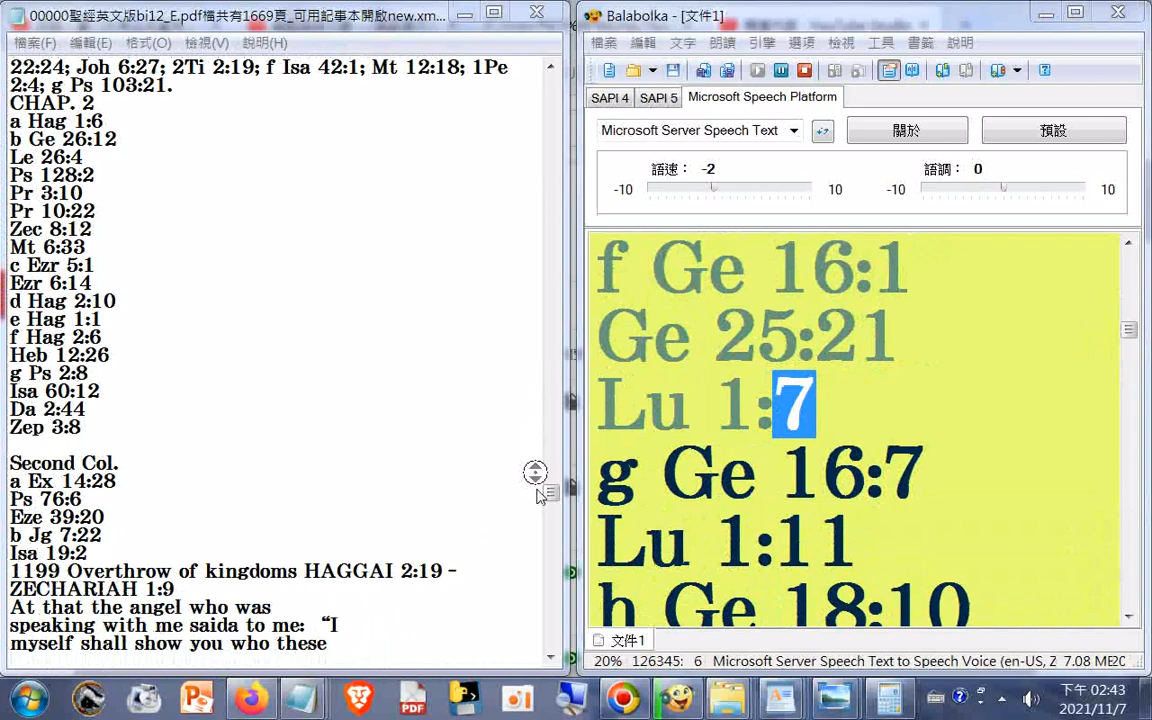 00000聖經英文版bi12_E.pdf檔共有1669頁_可用記事本開啟new.xm...
檔案(F) 編輯(E) 格式(O) 檢視(V) 說明(H)
22:24; Joh 6:27; 2Ti 2:19; f Isa 42:1; Mt 12:18; 1Pe
2:4; g Ps 103:21.
CHAP. 2
a Hag 1:6
b Ge 26:12
Le 26:4
Ps 128:2
Pr 3:10
Pr 10:22
Zec 8:12
Mt 6:33
c Ezr 5:1
Ezr 6:14
d Hag 2:10
e Hag 1:1
f Hag 2:6
Heb 12:26
g Ps 2:8
Isa 60:12
Da 2:44
Zep 3:8
Second Col.
a Ex 14:28
Ps 76:6
Eze 39:20
b Jg 7:22
Isa 19:2
1199 Overthrow of kingdoms HAGGAI 2:19–
ZECHARIAH 1:9
At that the angel who was
speaking with me saida to me: “I
myself shall show you who these
Balabolka - [文件1]
檔案 編輯 文字 朗讀 引擎 選項 檢視 工具 書籤 說明
SAPI 4 SAPI 5 Microsoft Speech Platform
Microsoft Server Speech Text 關於 預設
語速： -2 語調： 0
-10 10 -10 10
f Ge 16:1
Ge 25:21
Lu 1:7
g Ge 16:7
Lu 1:11
h Ge 18:10
文件1
20% 126345: 6 Microsoft Server Speech Text to Speech Voice (en-US, Z 7.08 ME
PDF
下午 02:43
2021/11/7